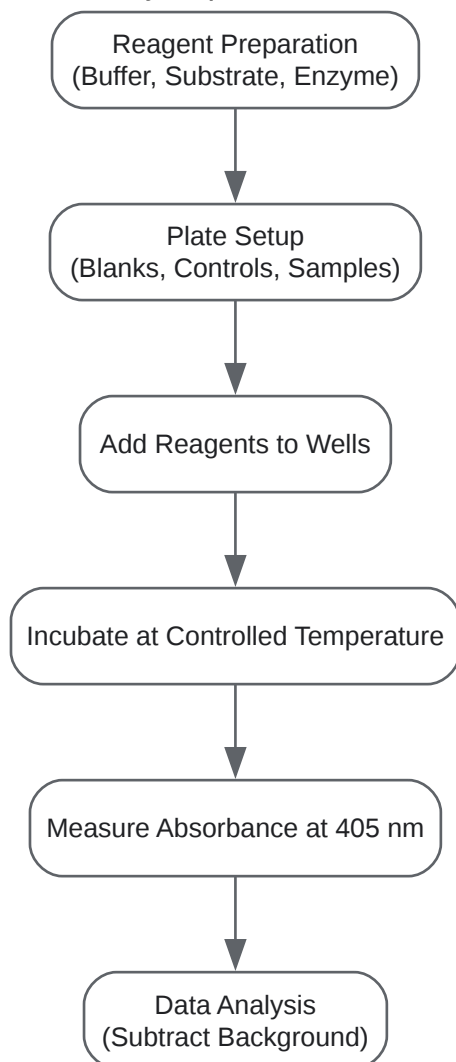 Reagent Preparation
(Buffer, Substrate, Enzyme)
Plate Setup
(Blanks, Controls, Samples)
Add Reagents to Wells
Incubate at Controlled Temperature
Measure Absorbance at 405 nm
Data Analysis
(Subtract Background)